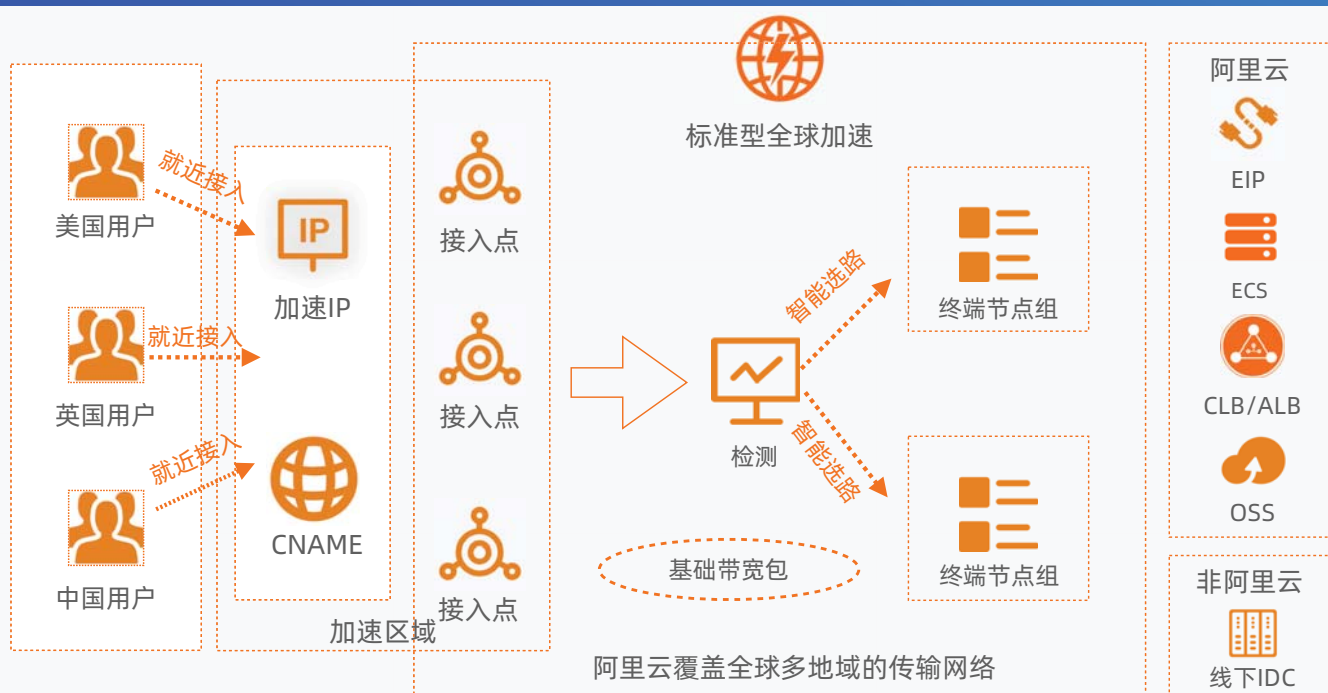 美国用户
英国用户
中国用户
就近接入
就近接入
就近接入
IP
加速IP
CNAME
加速区域
接入点
接入点
接入点
标准型全球加速
检测
智能选路
智能选路
终端节点组
终端节点组
基础带宽包
阿里云覆盖全球多地域的传输网络
阿里云
EIP
ECS
CLB/ALB
OSS
非阿里云
线下IDC